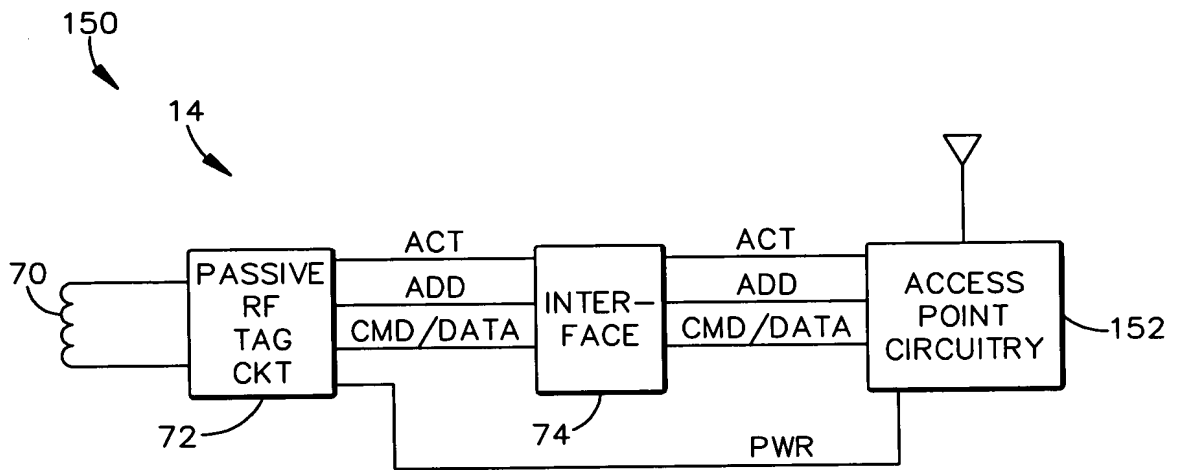 150
14
70
PASSIVE
RF
TAG
CKT
72
ACT
ADD
CMD/DATA
INTER-
FACE
74
ACT
ADD
CMD/DATA
ACCESS
POINT
CIRCUITRY
152
PWR